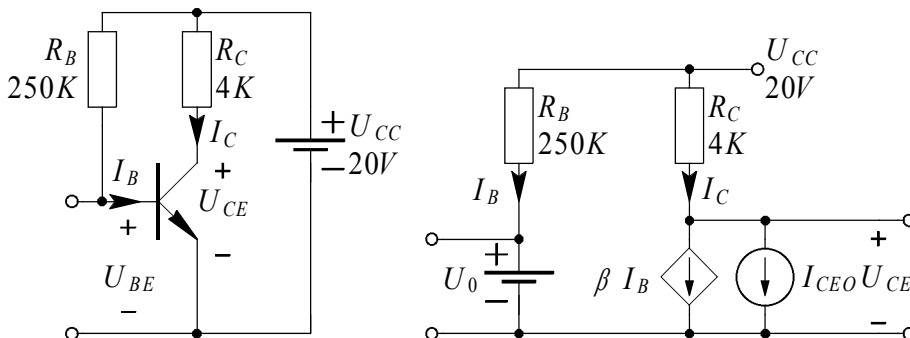 R_B
250K
R_C
4K
I_C
+
I_B
U_CE
+
−
U_BE
−
+ U_CC
− 20V
U_CC
20V
R_B
250K
R_C
4K
I_B
I_C
+
U_0
−
β I_B
I_CEO
+
U_CE
−